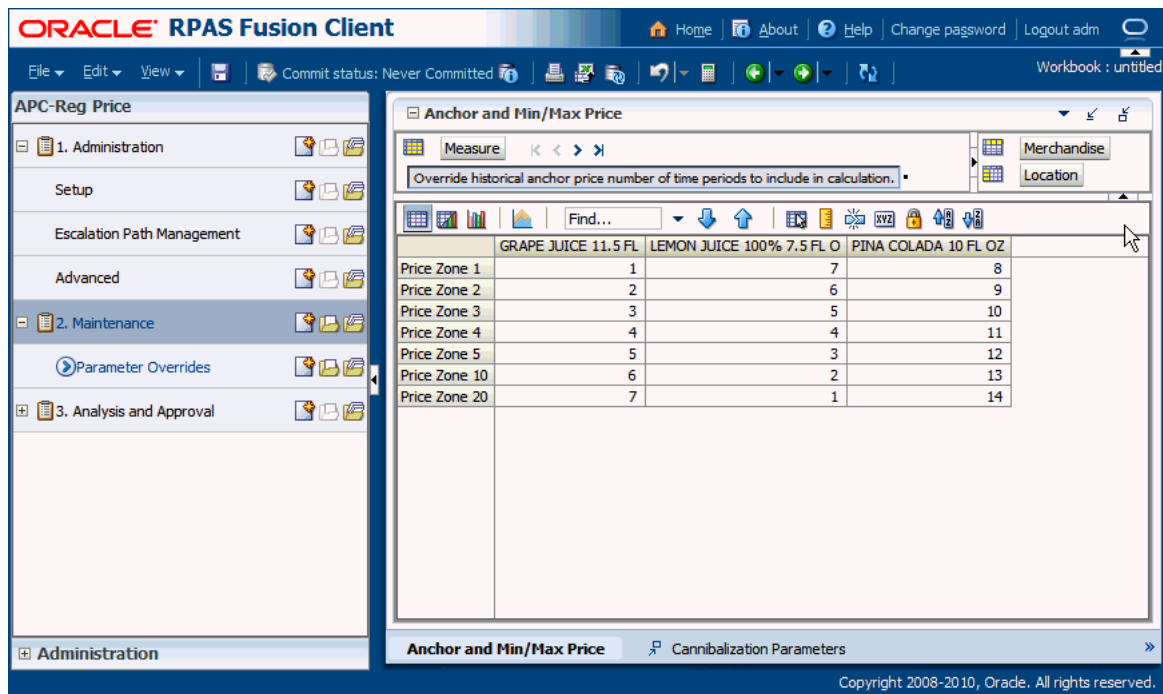 ORACLE® RPAS Fusion Client
Home About Help Change password Logout adm
File Edit View Commit status: Never Committed Workbook : untitled
APC-Reg Price
1. Administration
Setup
Escalation Path Management
Advanced
2. Maintenance
Parameter Overrides
3. Analysis and Approval
Administration
Anchor and Min/Max Price
Measure
Merchandise
Location
Override historical anchor price number of time periods to include in calculation.
Find...
GRAPE JUICE 11.5 FL LEMON JUICE 100% 7.5 FL O PINA COLADA 10 FL OZ
Price Zone 1 1 7 8
Price Zone 2 2 6 9
Price Zone 3 3 5 10
Price Zone 4 4 4 11
Price Zone 5 5 3 12
Price Zone 10 6 2 13
Price Zone 20 7 1 14
Anchor and Min/Max Price Cannibalization Parameters »
Copyright 2008-2010, Oracle. All rights reserved.